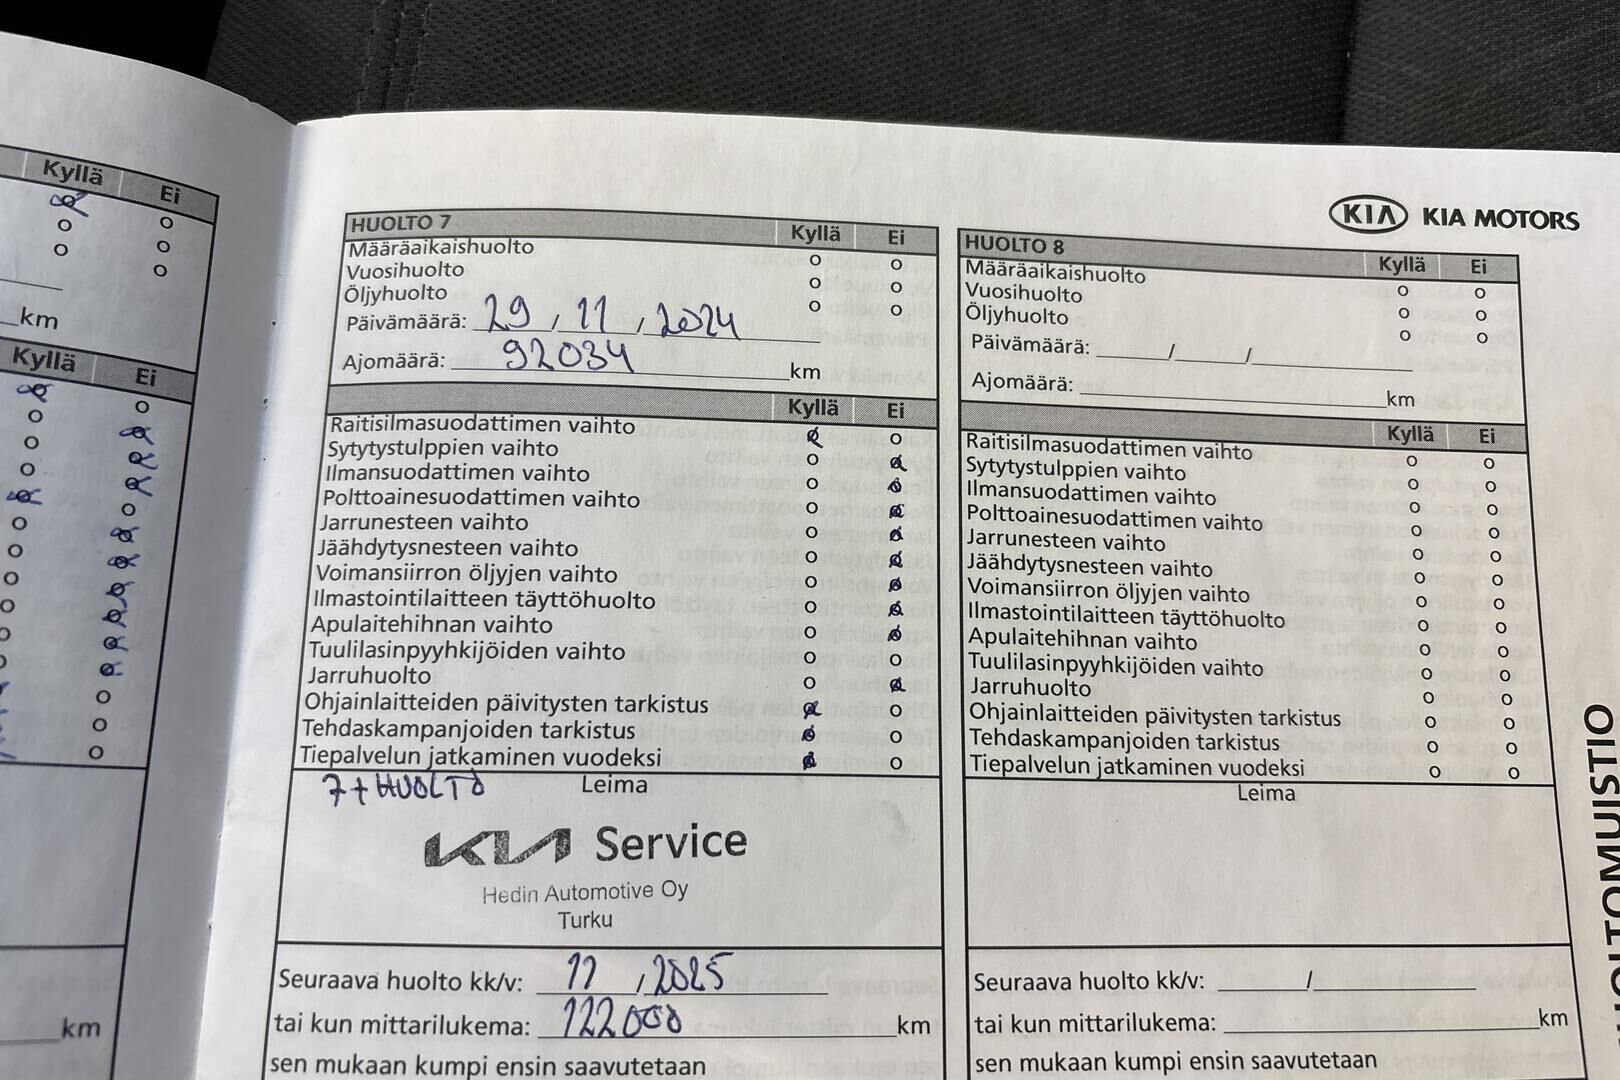 Kyllä Ei
km
Kyllä Ei
km
KIA KIA MOTORS
HUOLTO 7 Kyllä Ei
Määräaikaishuolto
Vuosihuolto
Öljyhuolto
Päivämäärä: 29 / 11 / 2024
Ajomäärä: 92034 km
Kyllä Ei
Raitisilmasuodattimen vaihto
Sytytystulppien vaihto
Ilmansuodattimen vaihto
Polttoainesuodattimen vaihto
Jarrunesteen vaihto
Jäähdytysnesteen vaihto
Voimansiirron öljyjen vaihto
Ilmastointilaitteen täyttöhuolto
Apulaitehihnan vaihto
Tuulilasinpyyhkijöiden vaihto
Jarruhuolto
Ohjainlaitteiden päivitysten tarkistus
Tehdaskampanjoiden tarkistus
Tiepalvelun jatkaminen vuodeksi
7+ HUOLTO Leima
KIA Service
Hedin Automotive Oy
Turku
Seuraava huolto kk/v: 11 / 2025
tai kun mittarilukema: 122000 km
sen mukaan kumpi ensin saavutetaan
HUOLTO 8 Kyllä Ei
Määräaikaishuolto
Vuosihuolto
Öljyhuolto
Päivämäärä: / /
Ajomäärä: km
Kyllä Ei
Raitisilmasuodattimen vaihto
Sytytystulppien vaihto
Ilmansuodattimen vaihto
Polttoainesuodattimen vaihto
Jarrunesteen vaihto
Jäähdytysnesteen vaihto
Voimansiirron öljyjen vaihto
Ilmastointilaitteen täyttöhuolto
Apulaitehihnan vaihto
Tuulilasinpyyhkijöiden vaihto
Jarruhuolto
Ohjainlaitteiden päivitysten tarkistus
Tehdaskampanjoiden tarkistus
Tiepalvelun jatkaminen vuodeksi
Leima
Seuraava huolto kk/v: /
tai kun mittarilukema: km
sen mukaan kumpi ensin saavutetaan
HUOLTOMUISTIO